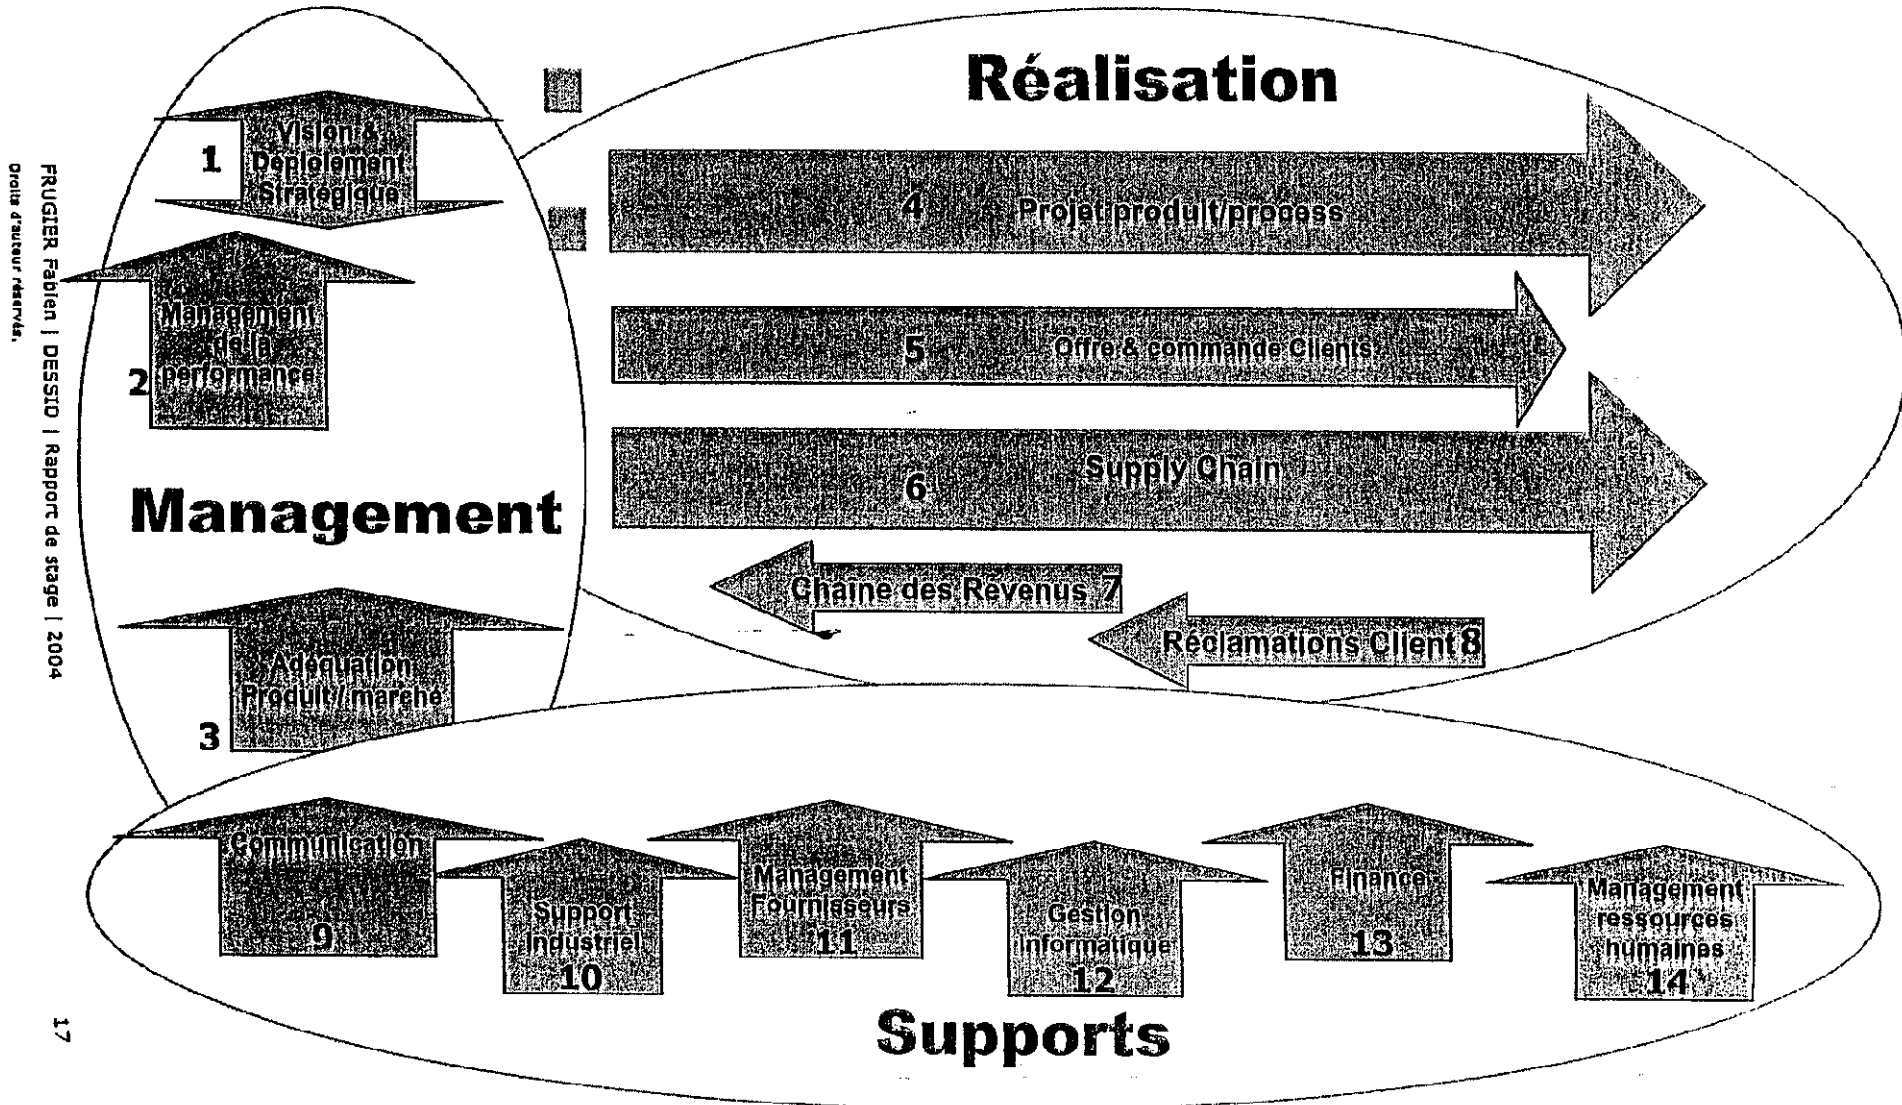 Réalisation
1
Vision &
Déploiement
Stratégique
2
Management
de la
performance
Management
3
Adéquation
Produit / marché
4 Projet produit/process
5 Offre & commande Clients
6 Supply Chain
Chaîne des Revenus 7
Réclamations Client 8
Communication
9
Support
industriel
10
Management
Fournisseurs
11
Gestion
informatique
12
Finance
13
Management
ressources
humaines
14
Supports
FRUGIER Fabien | DESSID | Rapport de stage | 2004
Droits d'auteur réservés.
17